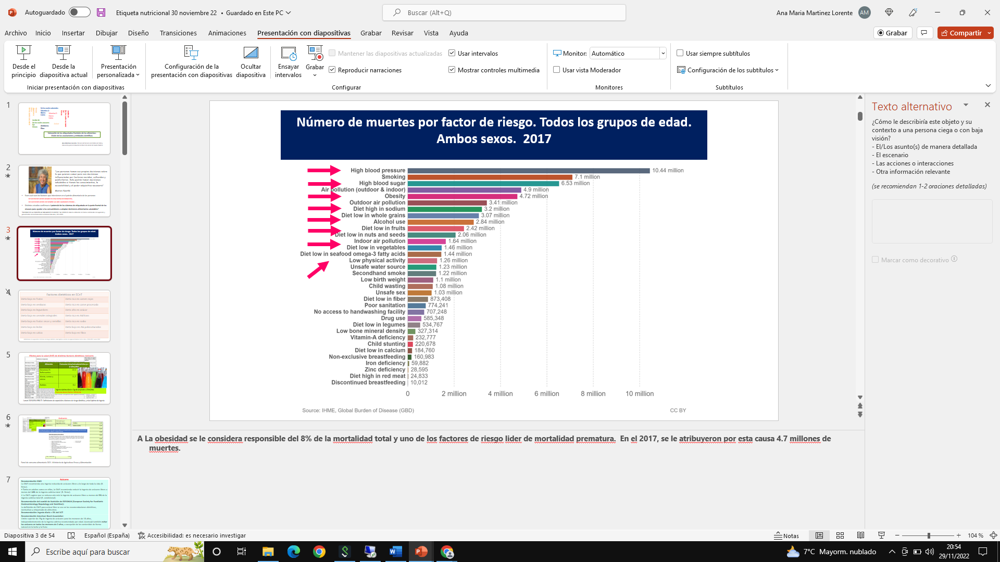 Autoguardado
Etiqueta nutricional 30 noviembre 22 • Guardado en Este PC
Buscar (Alt+Q)
Ana Maria Martinez Lorente
AM
Archivo Inicio Insertar Dibujar Diseño Transiciones Animaciones Presentación con diapositivas Grabar Revisar Vista Ayuda
Grabar
Compartir
Desde el principio
Desde la diapositiva actual
Presentación personalizada
Iniciar presentación con diapositivas
Configuración de la presentación con diapositivas
Ocultar diapositiva
Ensayar intervalos
Grabar
Mantener las diapositivas actualizadas
Reproducir narraciones
Usar intervalos
Mostrar controles multimedia
Configurar
Monitor: Automático
Usar vista Moderador
Monitores
Usar siempre subtítulos
Configuración de los subtítulos
Subtítulos
1
2
3
4
5
6
7
Número de muertes por factor de riesgo. Todos los grupos de edad.
Ambos sexos. 2017
High blood pressure 10.44 million
Smoking 7.1 million
High blood sugar 6.53 million
Air pollution (outdoor & indoor) 4.9 million
Obesity 4.72 million
Outdoor air pollution 3.41 million
Diet high in sodium 3.2 million
Diet low in whole grains 3.07 million
Alcohol use 2.84 million
Diet low in fruits 2.42 million
Diet low in nuts and seeds 2.06 million
Indoor air pollution 1.64 million
Diet low in vegetables 1.46 million
Diet low in seafood omega-3 fatty acids 1.44 million
Low physical activity 1.26 million
Unsafe water source 1.23 million
Secondhand smoke 1.22 million
Low birth weight 1.1 million
Child wasting 1.08 million
Unsafe sex 1.03 million
Diet low in fiber 873,408
Poor sanitation 774,241
No access to handwashing facility 707,248
Drug use 585,348
Diet low in legumes 534,767
Low bone mineral density 327,314
Vitamin-A deficiency 232,777
Child stunting 220,678
Diet low in calcium 184,760
Non-exclusive breastfeeding 160,983
Iron deficiency 59,882
Zinc deficiency 28,595
Diet high in red meat 24,833
Discontinued breastfeeding 10,012
0 2 million 4 million 6 million 8 million 10 million
Source: IHME, Global Burden of Disease (GBD)
CC BY
A La obesidad se le considera responsible del 8% de la mortalidad total y uno de los factores de riesgo lider de mortalidad prematura. En el 2017, se le atribuyeron por esta causa 4.7 millones de
muertes.
Texto alternativo
¿Cómo le describiría este objeto y su
contexto a una persona ciega o con baja
visión?
- El/Los asunto(s) de manera detallada
- El escenario
- Las acciones o interacciones
- Otra información relevante
(se recomiendan 1-2 oraciones detalladas)
Marcar como decorativo
Diapositiva 3 de 54
Español (España)
Accesibilidad: es necesario investigar
Notas
104 %
Escribe aquí para buscar
7°C Mayorm. nublado
20:54
29/11/2022